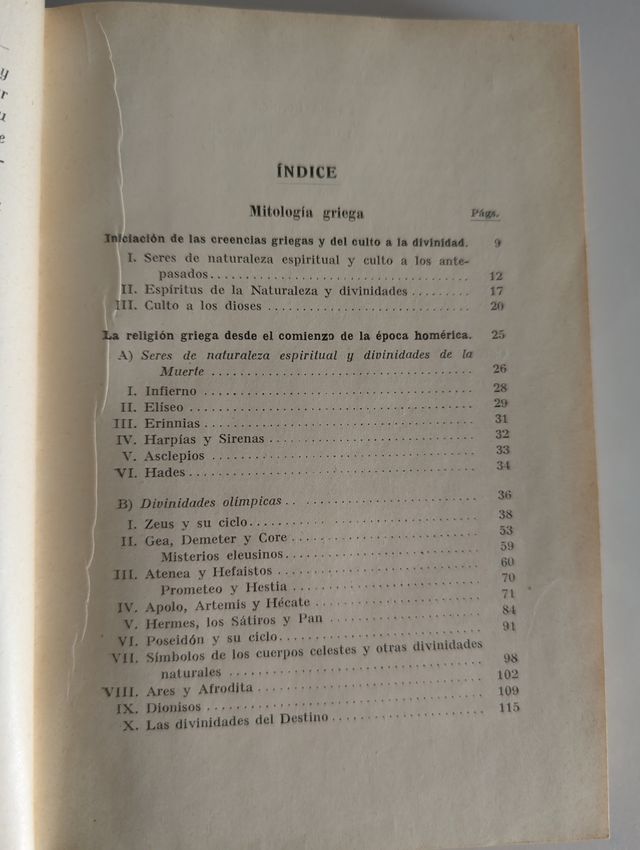 ÍNDICE
Mitología griega Págs.
Iniciación de las creencias griegas y del culto a la divinidad. 9
I. Seres de naturaleza espiritual y culto a los ante-
pasados 12
II. Espíritus de la Naturaleza y divinidades 17
III. Culto a los dioses 20
La religión griega desde el comienzo de la época homérica. 25
A) Seres de naturaleza espiritual y divinidades de la
Muerte 26
I. Infierno 28
II. Elíseo 29
III. Erinnias 31
IV. Harpías y Sirenas 32
V. Asclepios 33
VI. Hades 34
B) Divinidades olímpicas 36
I. Zeus y su ciclo 38
II. Gea, Demeter y Core 53
Misterios eleusinos 59
III. Atenea y Hefaistos 60
Prometeo y Hestia 70
IV. Apolo, Artemis y Hécate 71
V. Hermes, los Sátiros y Pan 84
VI. Poseidón y su ciclo 91
VII. Símbolos de los cuerpos celestes y otras divinidades
naturales 98
VIII. Ares y Afrodita 102
IX. Dionisos 109
X. Las divinidades del Destino 115